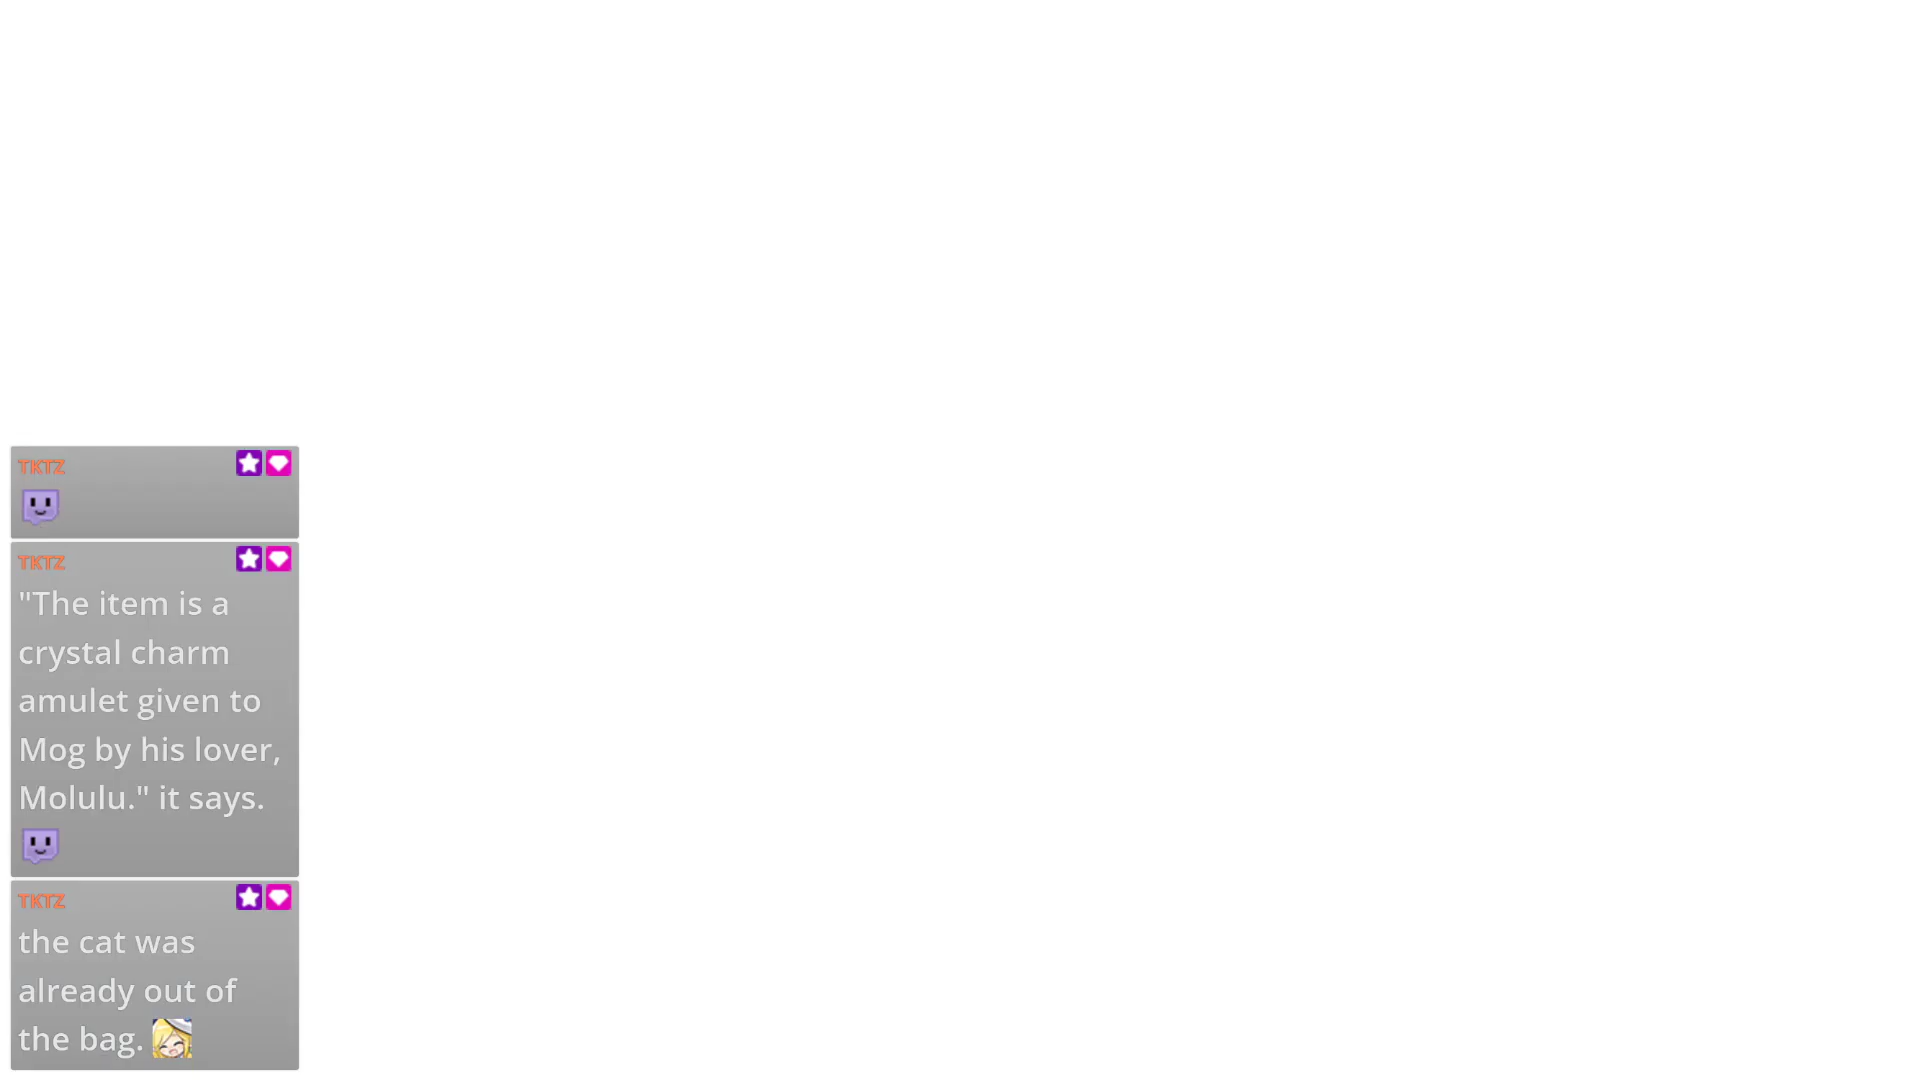 TKTZ
TKTZ
"The item is a
crystal charm
amulet given to
Mog by his lover,
Molulu." it says.
TKTZ
the cat was
already out of
the bag.